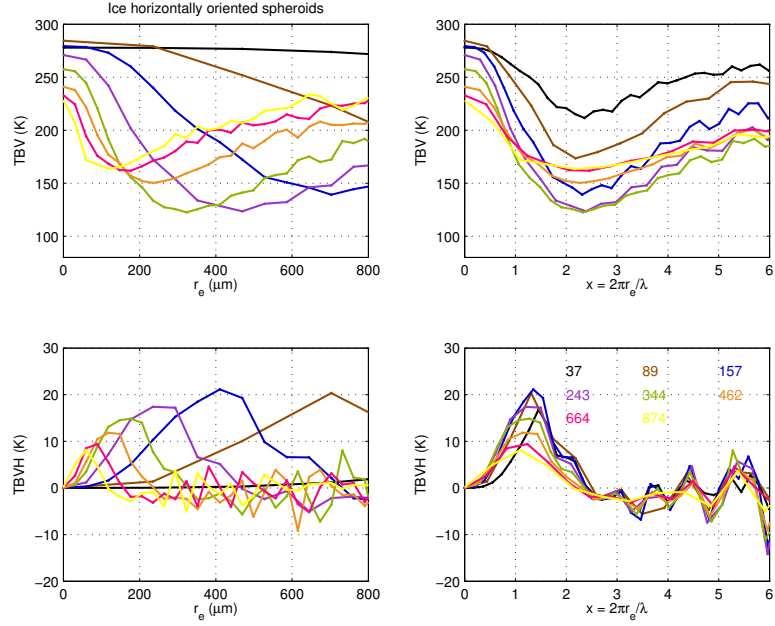 Ice horizontally oriented spheroids
300
250
200
150
100
TBV (K)
0 200 400 600 800
r_e (μm)
300
250
200
150
100
TBV (K)
0 1 2 3 4 5 6
x = 2πr_e/λ
30
20
10
0
−10
−20
TBVH (K)
0 200 400 600 800
r_e (μm)
30
20
10
0
−10
−20
TBVH (K)
37 89 157
243 344 462
664 874
0 1 2 3 4 5 6
x = 2πr_e/λ